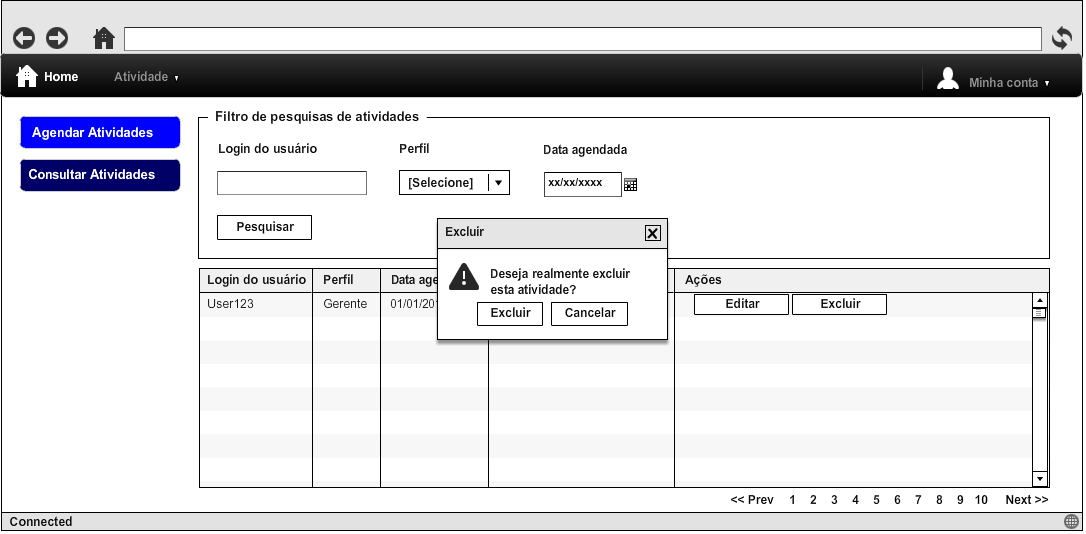 Home
Atividade
Minha conta
Agendar Atividades
Consultar Atividades
Filtro de pesquisas de atividades
Login do usuário
Perfil
Data agendada
[Selecione]
xx/xx/xxxx
Pesquisar
Excluir
Deseja realmente excluir
esta atividade?
Excluir
Cancelar
Login do usuário
Perfil
Data age
Ações
User123
Gerente
01/01/20
Editar
Excluir
<< Prev 1 2 3 4 5 6 7 8 9 10 Next >>
Connected